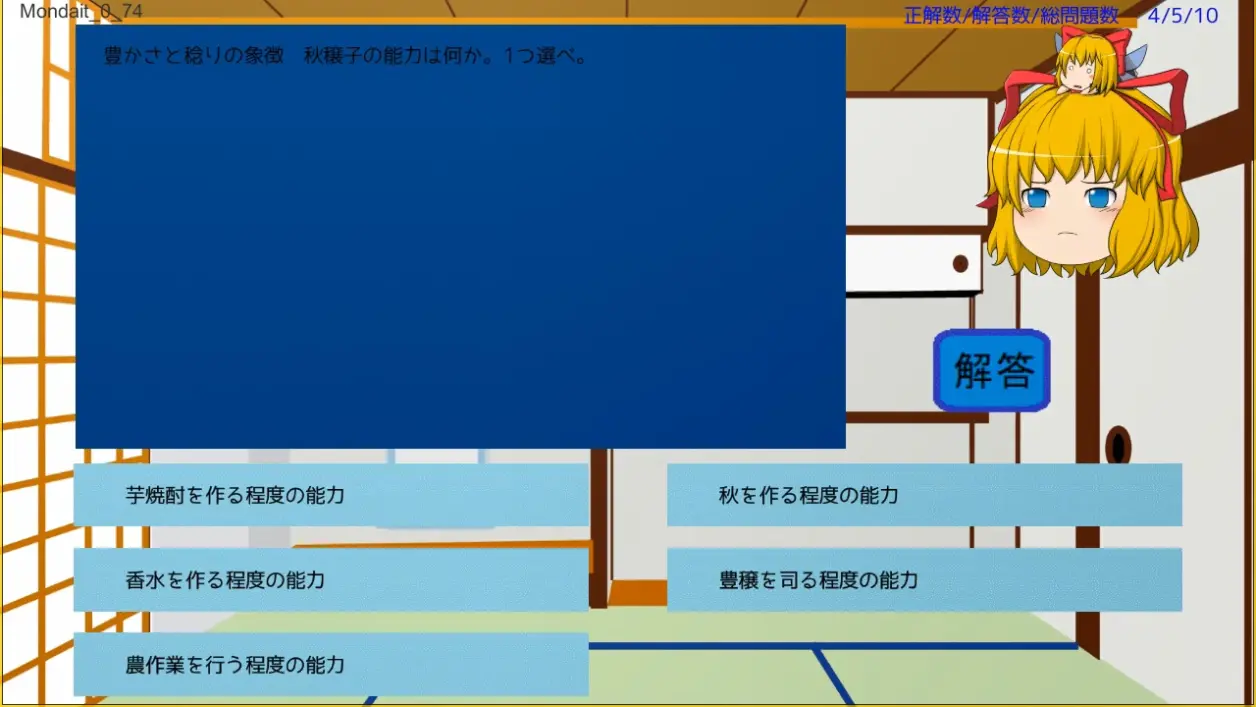 Mondait_0_74
正解数/解答数/総問題数 4/5/10
豊かさと稔りの象徴 秋穣子の能力は何か。1つ選べ。
解答
芋焼酎を作る程度の能力
秋を作る程度の能力
香水を作る程度の能力
豊穣を司る程度の能力
農作業を行う程度の能力